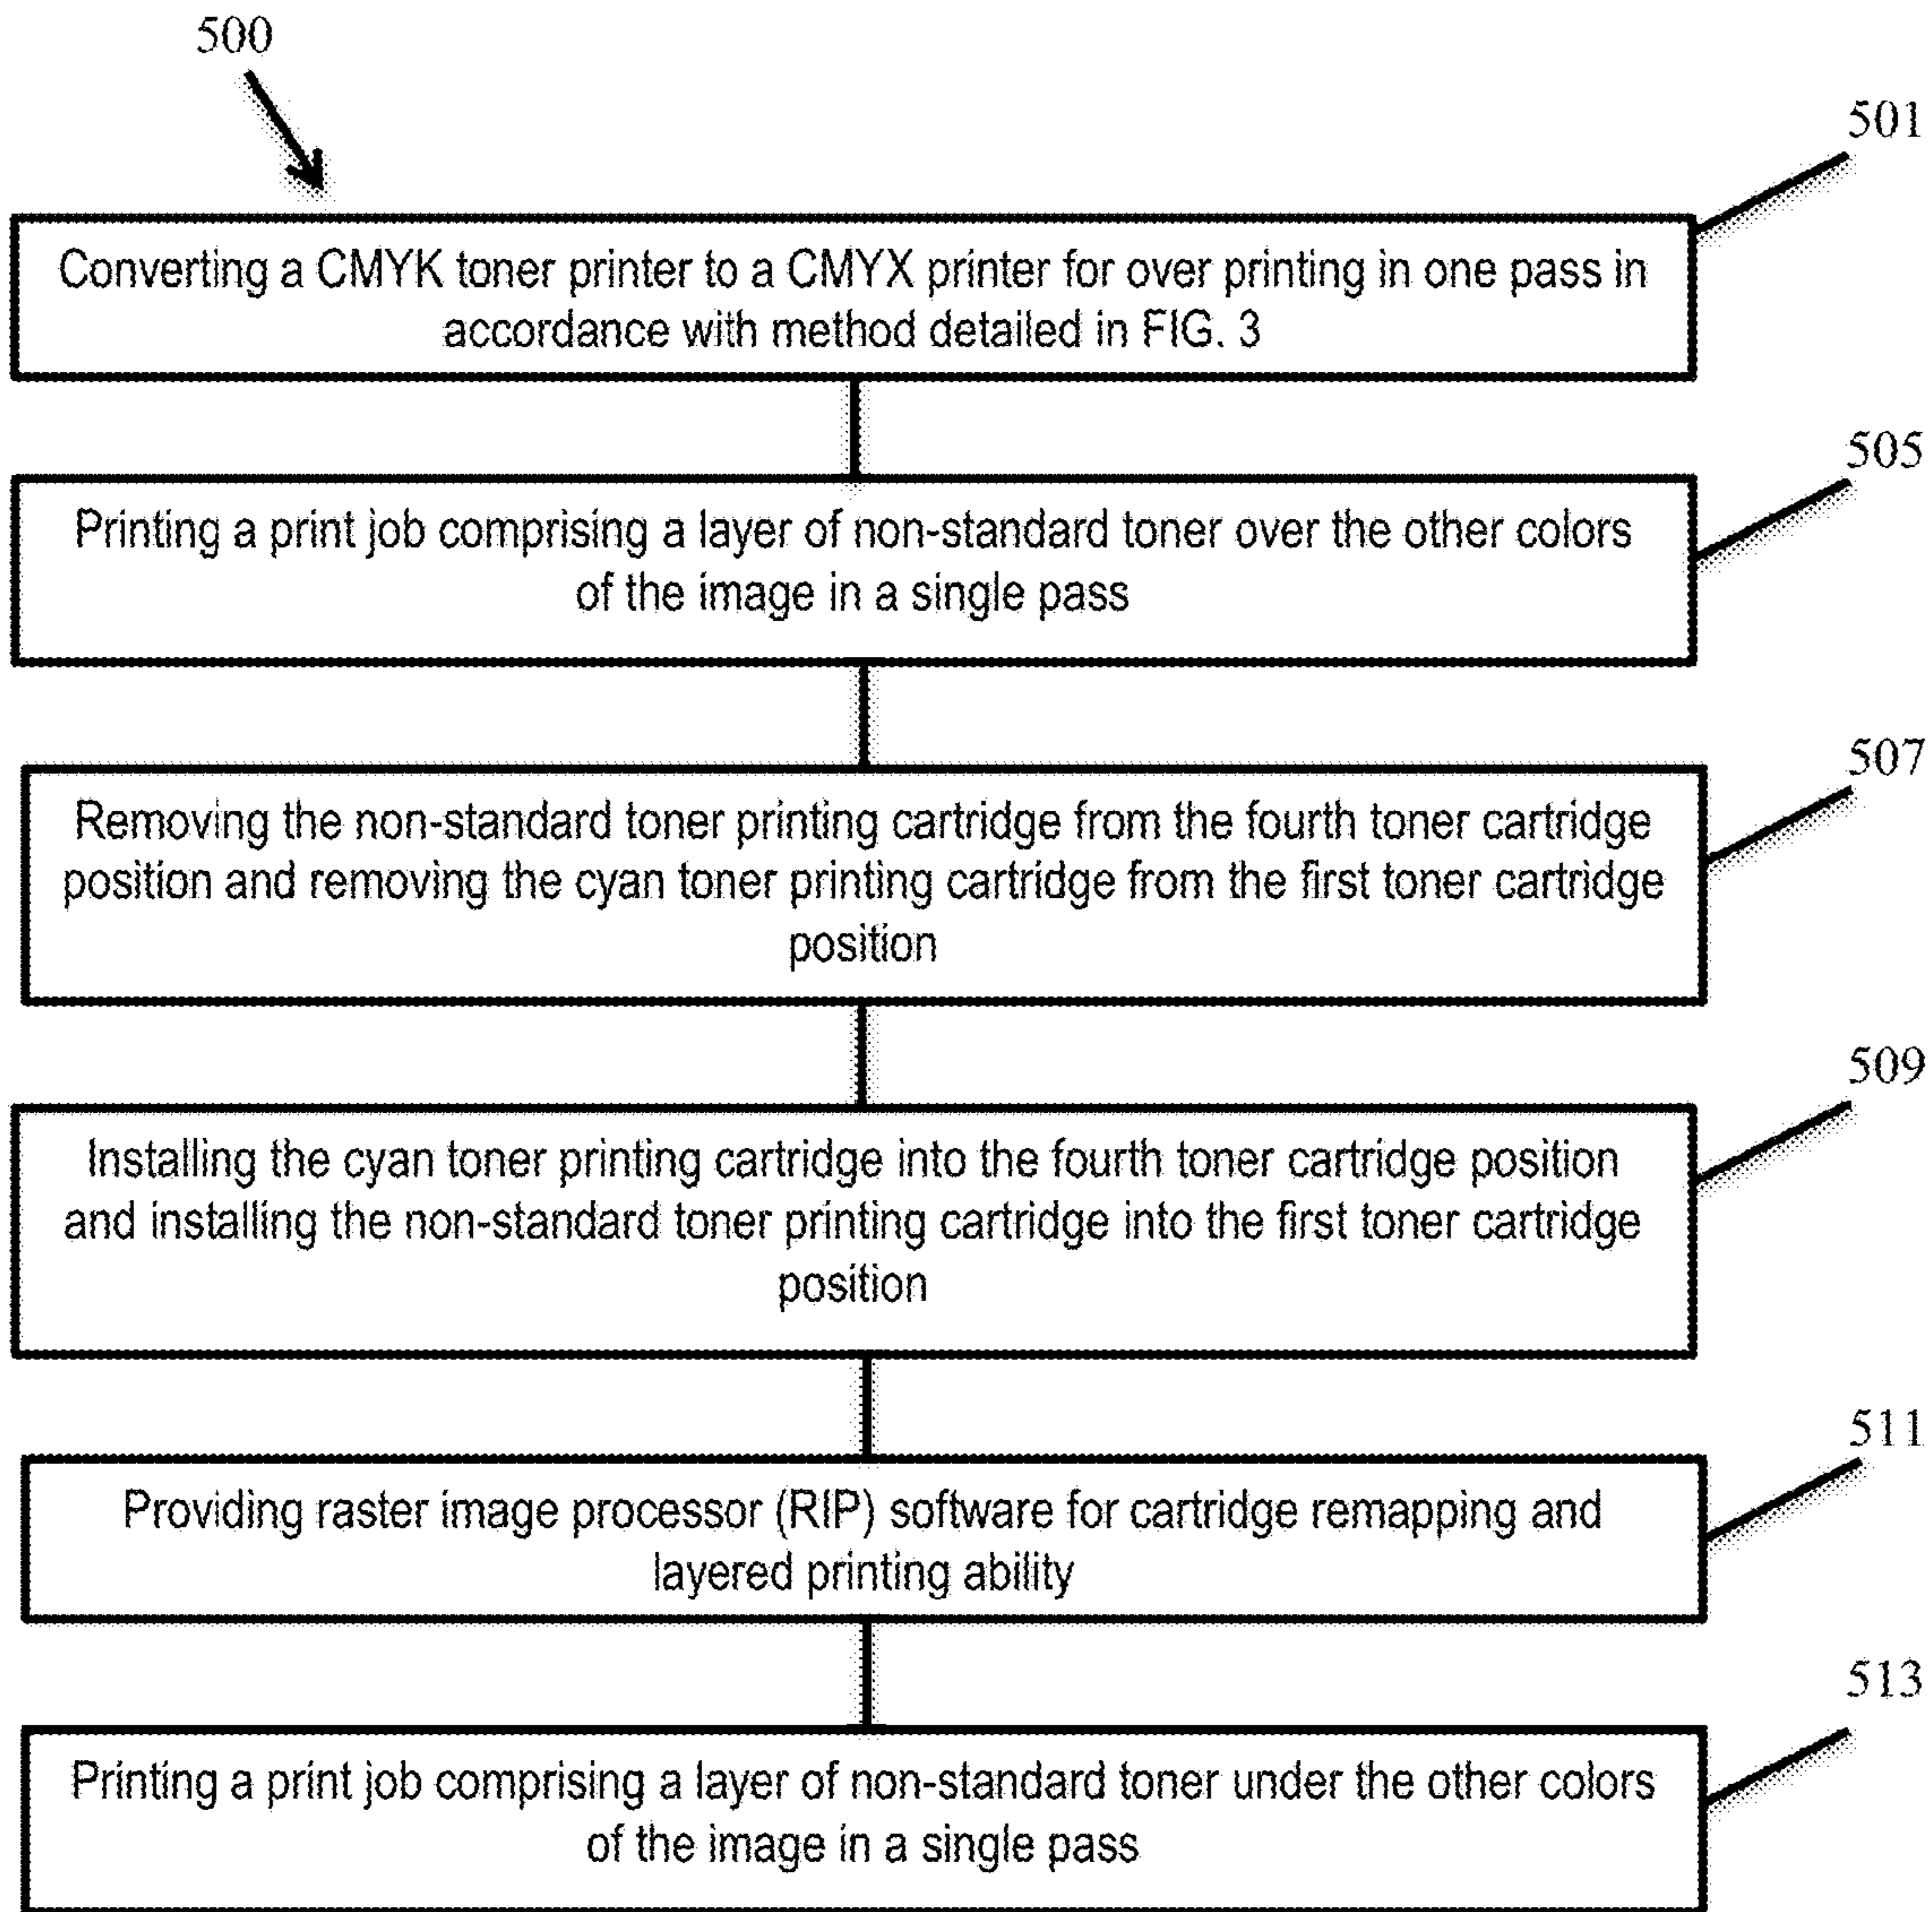 500
501
Converting a CMYK toner printer to a CMYX printer for over printing in one pass in
accordance with method detailed in FIG. 3
505
Printing a print job comprising a layer of non-standard toner over the other colors
of the image in a single pass
507
Removing the non-standard toner printing cartridge from the fourth toner cartridge
position and removing the cyan toner printing cartridge from the first toner cartridge
position
509
Installing the cyan toner printing cartridge into the fourth toner cartridge position
and installing the non-standard toner printing cartridge into the first toner cartridge
position
511
Providing raster image processor (RIP) software for cartridge remapping and
layered printing ability
513
Printing a print job comprising a layer of non-standard toner under the other colors
of the image in a single pass